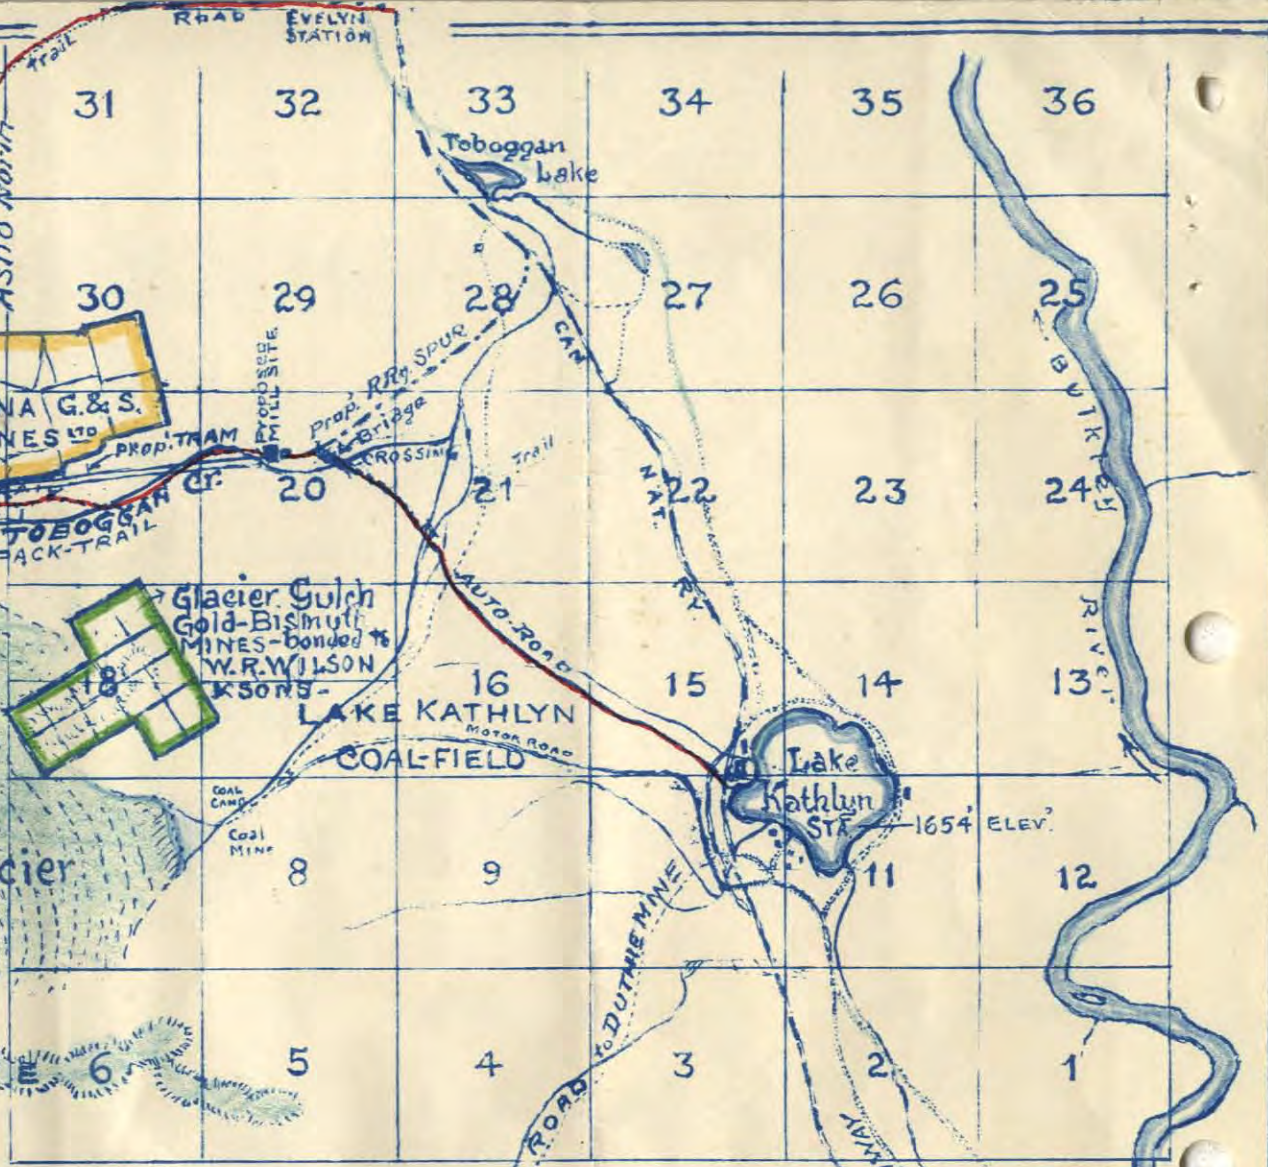 ROAD
EVELYN
STATION
Trail
31
32
33
34
35
36
Toboggan
Lake
30
29
28
27
26
25
PROPOSED
MILL SITE
Prop. RRY SPUR
CAN.
NAT.
RY
BULKLEY
River
G. & S.
LTD
PROP. TRAM
Bridge
CROSSING
Trail
TOBOGGAN Cr.
PACK-TRAIL
20
21
22
23
24
Glacier Gulch
Gold-Bismuth
MINES-bonded to
W.R. WILSON
& SONS-
AUTO-ROAD
18
16
15
14
13
LAKE KATHLYN
MOTOR ROAD
COAL-FIELD
Lake
Kathlyn
STA.
1654' ELEV.
COAL
CAMP
Coal
MINE
8
9
11
12
to DUTHIE MINE
6
5
4
3
2
1
ROAD
WAY